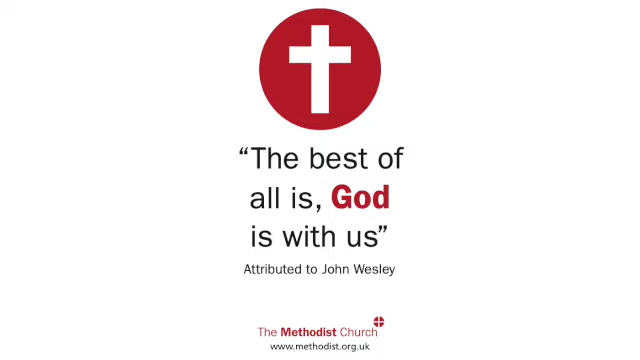 “The best of
all is, God
is with us”
Attributed to John Wesley
The Methodist Church
www.methodist.org.uk